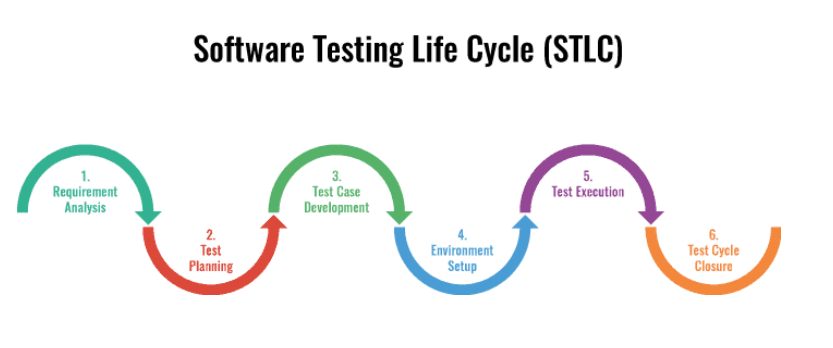 Software Testing Life Cycle (STLC)
1.
Requirement
Analysis
2.
Test
Planning
3.
Test Case
Development
4.
Environment
Setup
5.
Test Execution
6.
Test Cycle
Closure